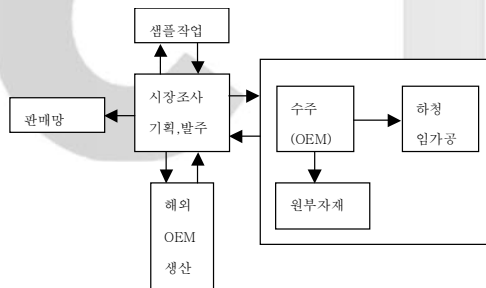 샘플작업
시장조사
기획,발주
판매망
수주
(OEM)
하청
임가공
원부자재
해외
OEM
생산